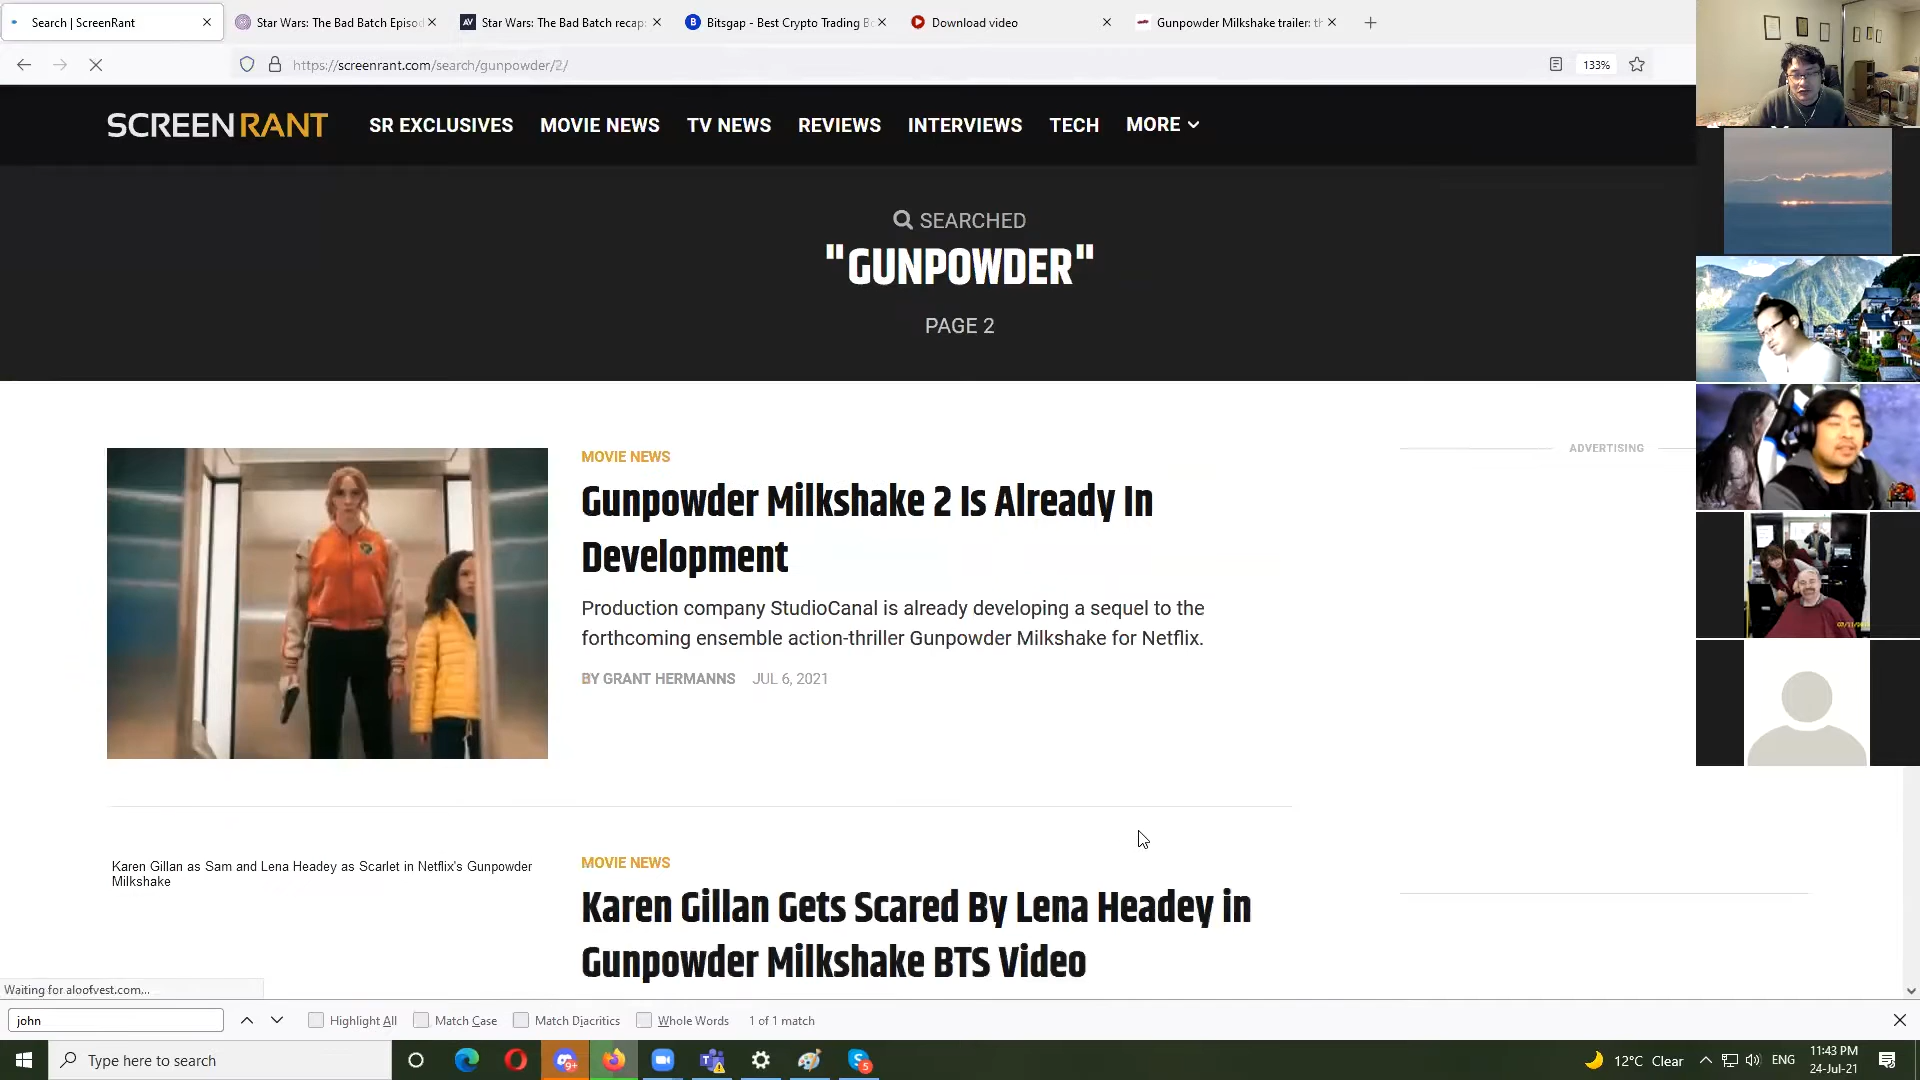 Search | ScreenRant
Star Wars: The Bad Batch Episod
Star Wars: The Bad Batch recap:
Bitsgap - Best Crypto Trading Bo
Download video
Gunpowder Milkshake trailer: th
https://screenrant.com/search/gunpowder/2/
133%
SCREENRANT
SR EXCLUSIVES
MOVIE NEWS
TV NEWS
REVIEWS
INTERVIEWS
TECH
MORE
SEARCHED
"GUNPOWDER"
PAGE 2
MOVIE NEWS
Gunpowder Milkshake 2 Is Already In
Development
Production company StudioCanal is already developing a sequel to the
forthcoming ensemble action-thriller Gunpowder Milkshake for Netflix.
BY GRANT HERMANNS JUL 6, 2021
ADVERTISING
Karen Gillan as Sam and Lena Headey as Scarlet in Netflix's Gunpowder
Milkshake
MOVIE NEWS
Karen Gillan Gets Scared By Lena Headey in
Gunpowder Milkshake BTS Video
Waiting for aloofvest.com,...
john
Highlight All
Match Case
Match Diacritics
Whole Words
1 of 1 match
Type here to search
9+
5
12°C Clear
ENG
11:43 PM
24-Jul-21